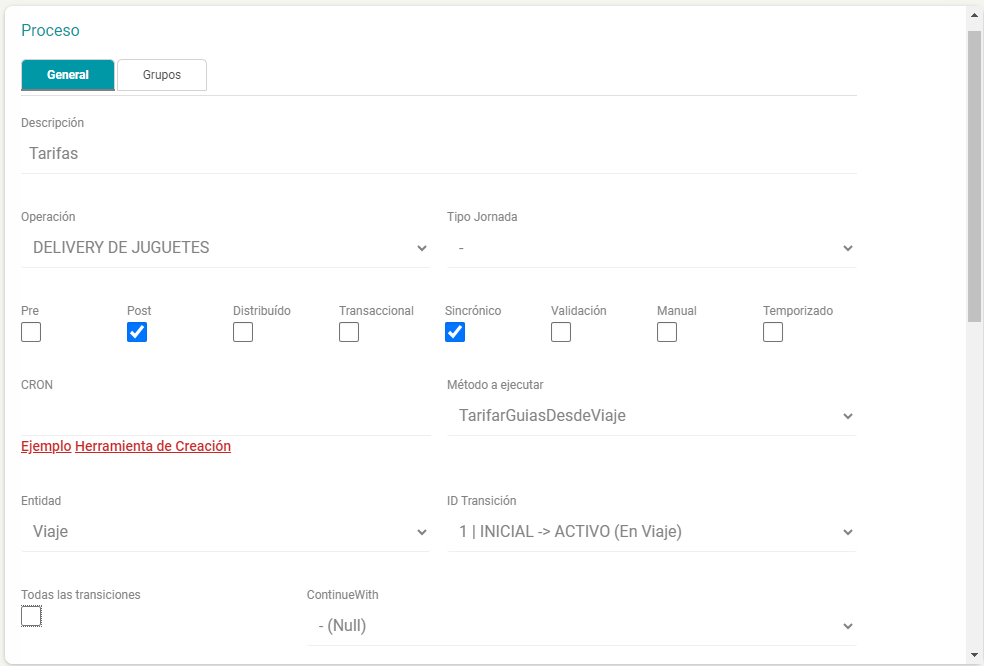 Proceso
General Grupos
Descripción
Tarifas
Operación Tipo Jornada
DELIVERY DE JUGUETES -
Pre Post Distribuído Transaccional Sincrónico Validación Manual Temporizado
CRON Método a ejecutar
TarifarGuiasDesdeViaje
Ejemplo Herramienta de Creación
Entidad ID Transición
Viaje 1 | INICIAL -> ACTIVO (En Viaje)
Todas las transiciones ContinueWith
- (Null)